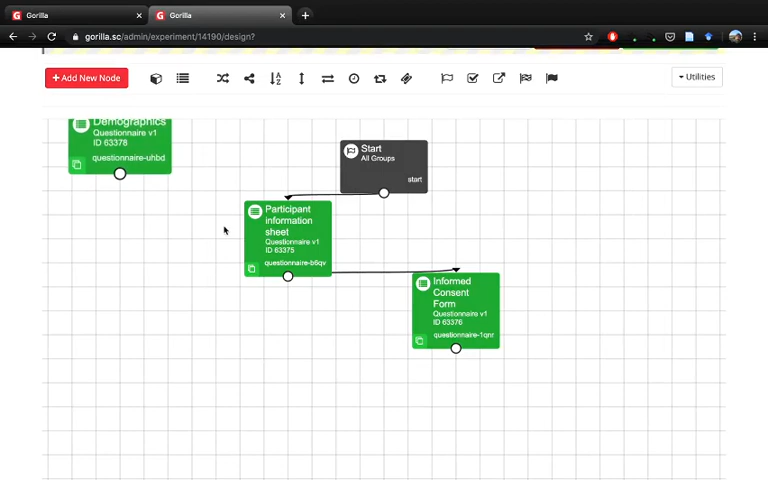 Gorilla
Gorilla
gorilla.sc/admin/experiment/14190/design?
+ Add New Node
Utilities
Demographics
Questionnaire v1
ID 63378
questionnaire-uhbd
Start
All Groups
start
Participant
information
sheet
Questionnaire v1
ID 63375
questionnaire-b6qv
Informed
Consent
Form
Questionnaire v1
ID 63376
questionnaire-1qnr